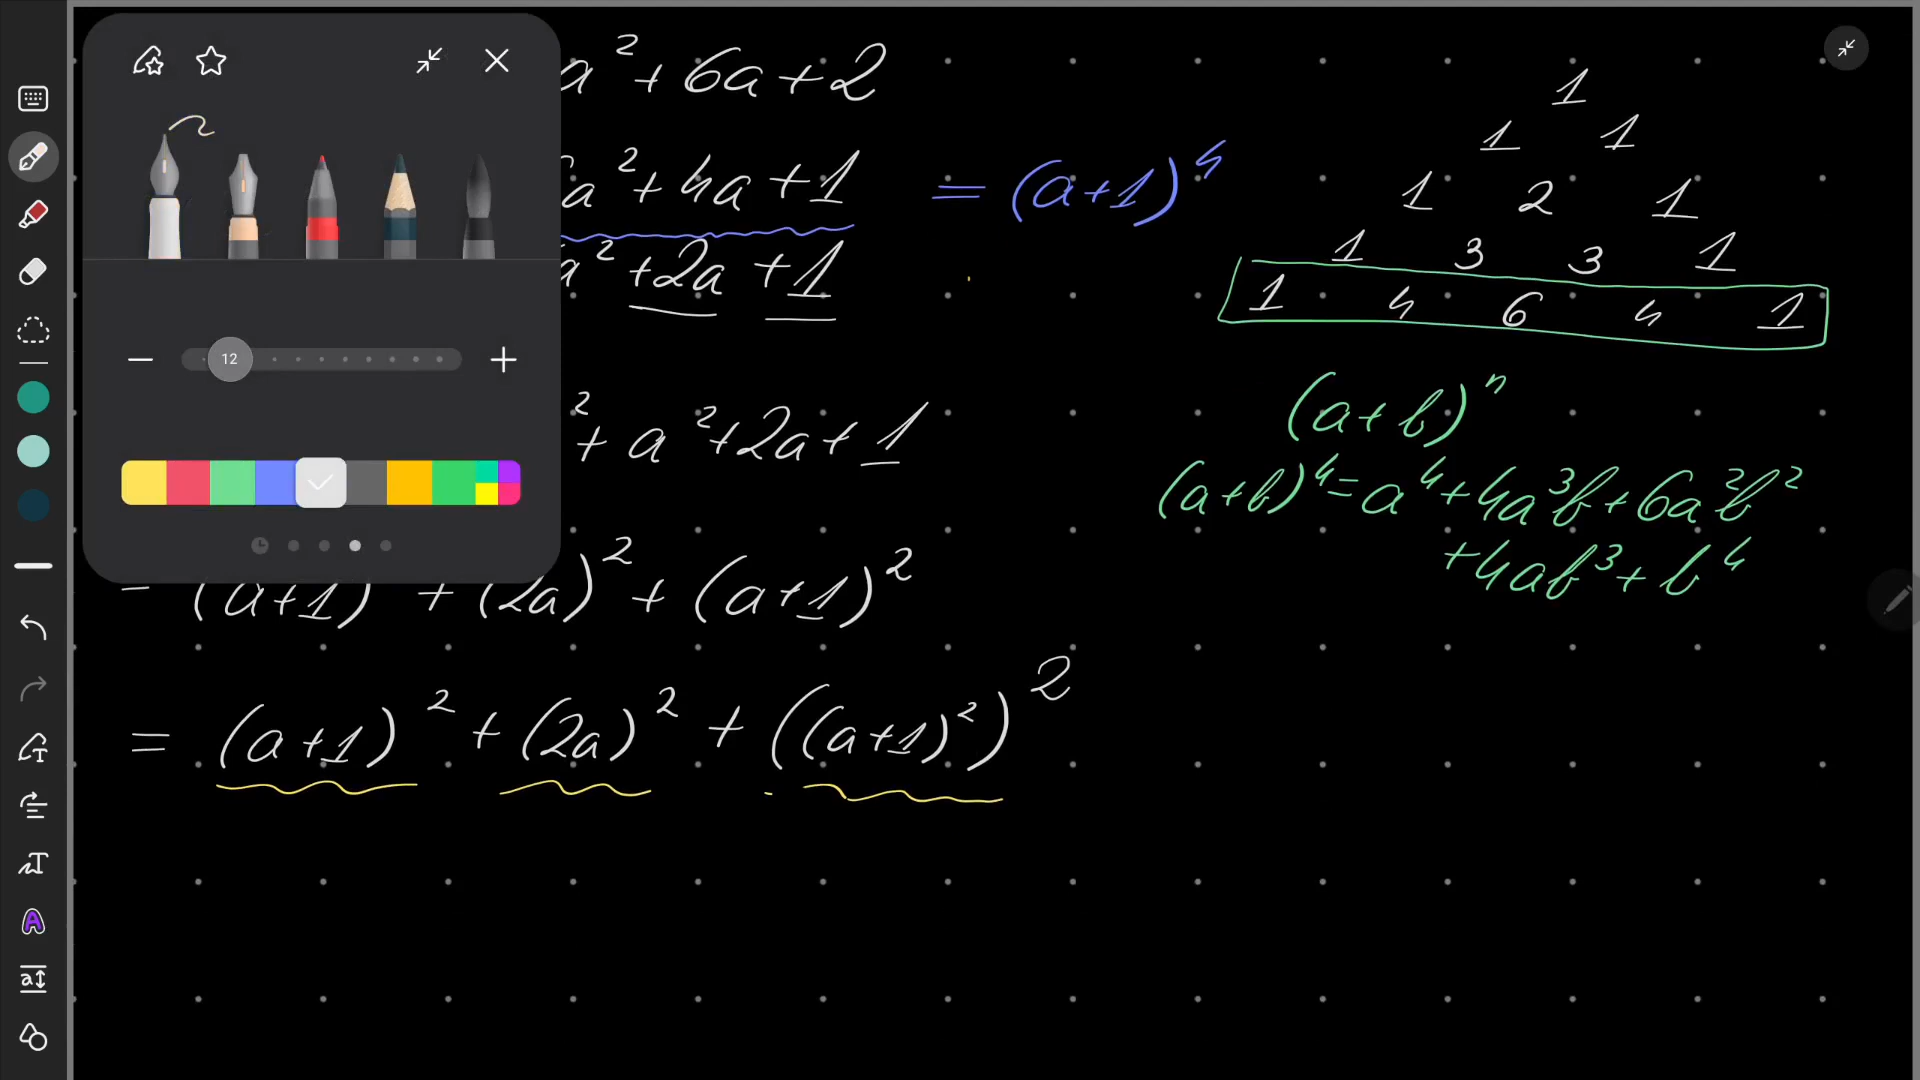 a² + 6a + 2
a² + 4a + 1 = (a+1)⁴
a² + 2a + 1
² + a² + 2a + 1
(a+1) + (2a)² + (a+1)²
= (a+1)² + (2a)² + ((a+1)²)²
1
1 1
1 2 1
1 3 3 1
1 4 6 4 1
(a+b)ⁿ
(a+b)⁴ = a⁴ + 4a³b + 6a²b²
+ 4ab³ + b⁴
12